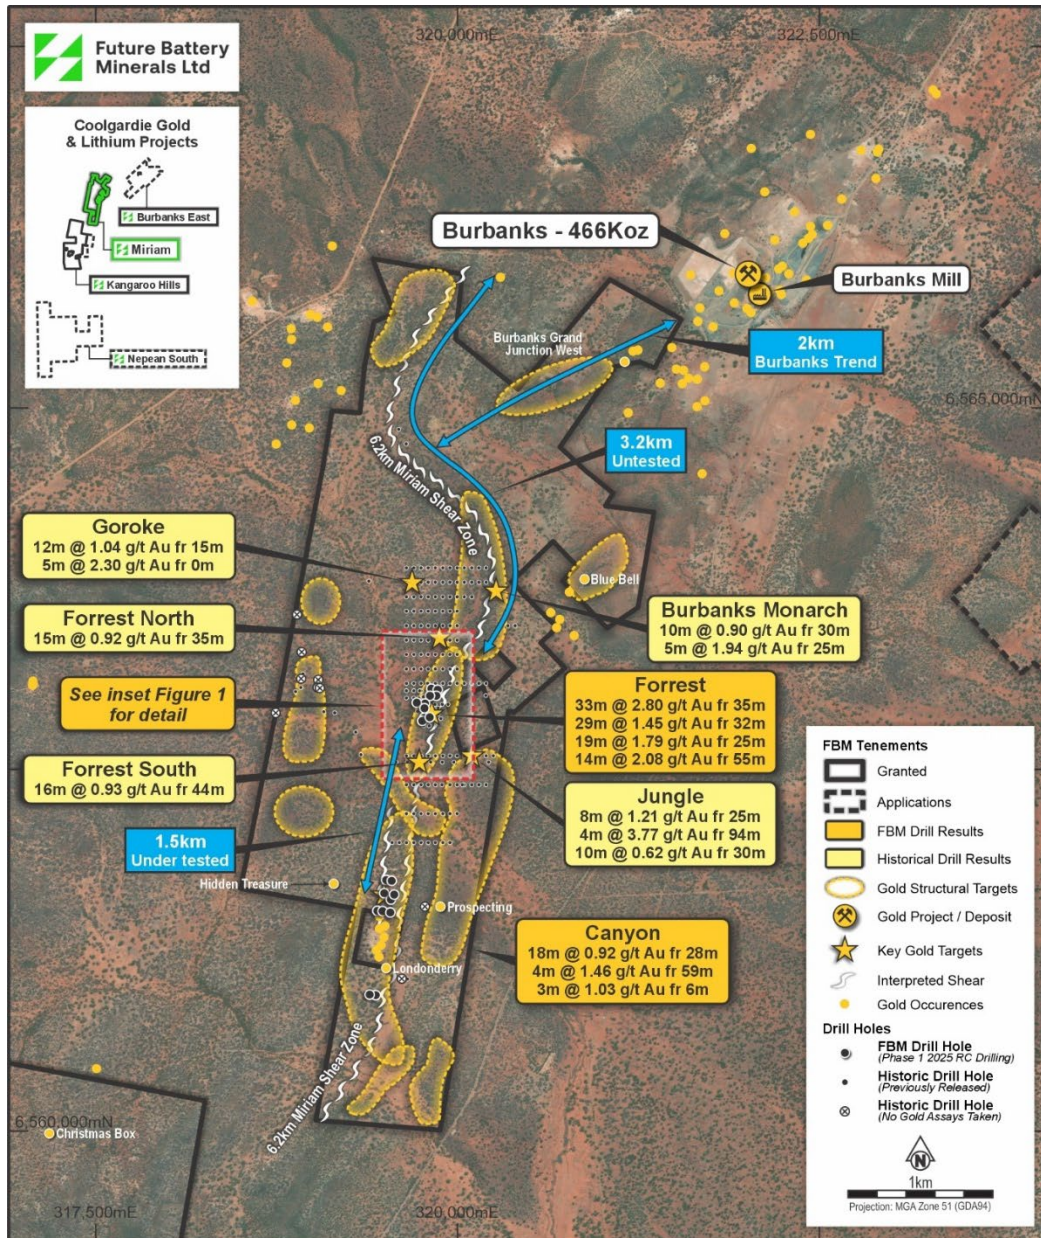 Future Battery
Minerals Ltd
320,000mE
322,500mE
Coolgardie Gold
& Lithium Projects
Burbanks East
Miriam
Kangaroo Hills
Nepean South
Burbanks - 466Koz
Burbanks Mill
Burbanks Grand
Junction West
2km
Burbanks Trend
6,565,000mN
3.2km
Untested
6.2km Miriam Shear Zone
Goroke
12m @ 1.04 g/t Au fr 15m
5m @ 2.30 g/t Au fr 0m
Blue Bell
Forrest North
15m @ 0.92 g/t Au fr 35m
Burbanks Monarch
10m @ 0.90 g/t Au fr 30m
5m @ 1.94 g/t Au fr 25m
See inset Figure 1
for detail
Forrest
33m @ 2.80 g/t Au fr 35m
29m @ 1.45 g/t Au fr 32m
19m @ 1.79 g/t Au fr 25m
14m @ 2.08 g/t Au fr 55m
Forrest South
16m @ 0.93 g/t Au fr 44m
Jungle
8m @ 1.21 g/t Au fr 25m
4m @ 3.77 g/t Au fr 94m
10m @ 0.62 g/t Au fr 30m
1.5km
Under tested
Hidden Treasure
Prospecting
Canyon
18m @ 0.92 g/t Au fr 28m
4m @ 1.46 g/t Au fr 59m
3m @ 1.03 g/t Au fr 6m
Londonderry
6.2km Miriam Shear Zone
6,560,000mN
Christmas Box
317,500mE
320,000mE
FBM Tenements
Granted
Applications
FBM Drill Results
Historical Drill Results
Gold Structural Targets
Gold Project / Deposit
Key Gold Targets
Interpreted Shear
Gold Occurences
Drill Holes
FBM Drill Hole
(Phase 1 2025 RC Drilling)
Historic Drill Hole
(Previously Released)
Historic Drill Hole
(No Gold Assays Taken)
N
1km
Projection: MGA Zone 51 (GDA94)